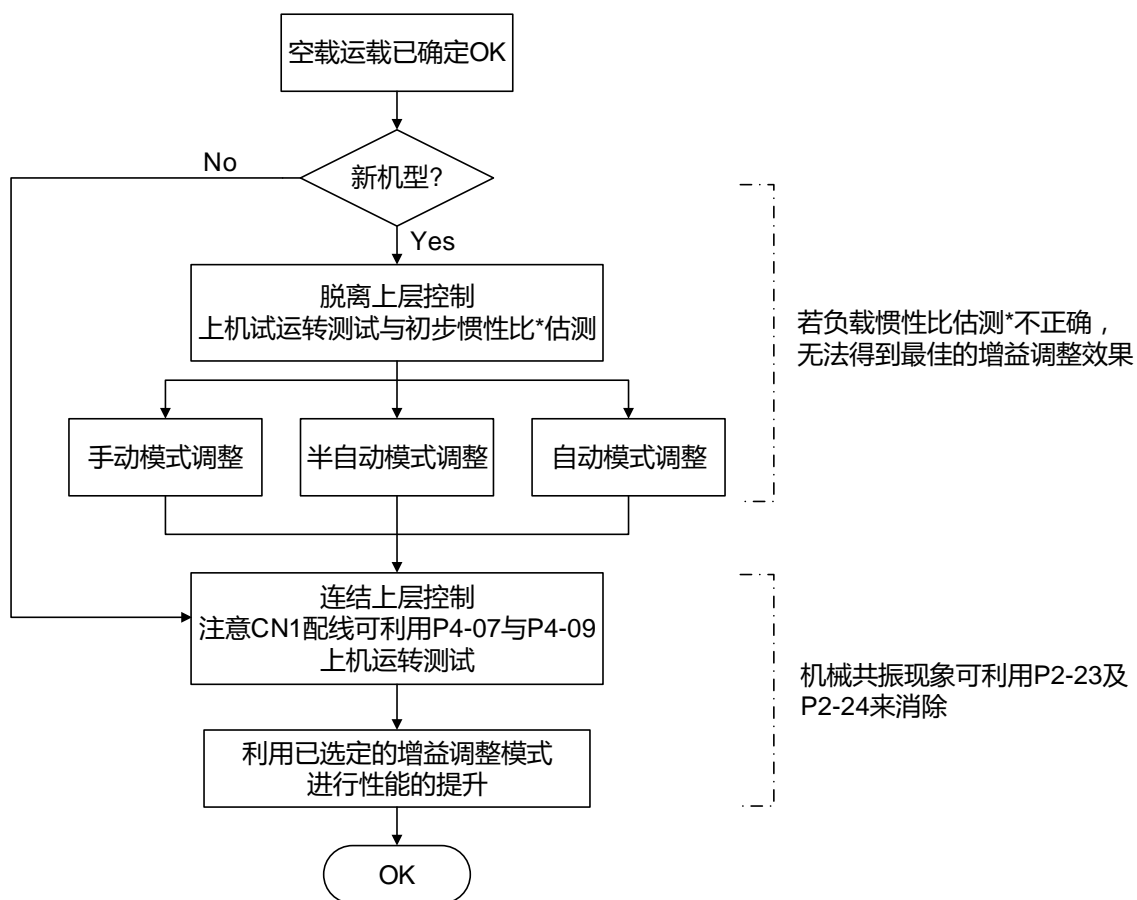 空载运载已确定OK
新机型?
No
Yes
脱离上层控制
上机试运转测试与初步惯性比*估测
若负载惯性比估测*不正确，
无法得到最佳的增益调整效果
手动模式调整
半自动模式调整
自动模式调整
连结上层控制
注意CN1配线可利用P4-07与P4-09
上机运转测试
机械共振现象可利用P2-23及
P2-24来消除
利用已选定的增益调整模式
进行性能的提升
OK